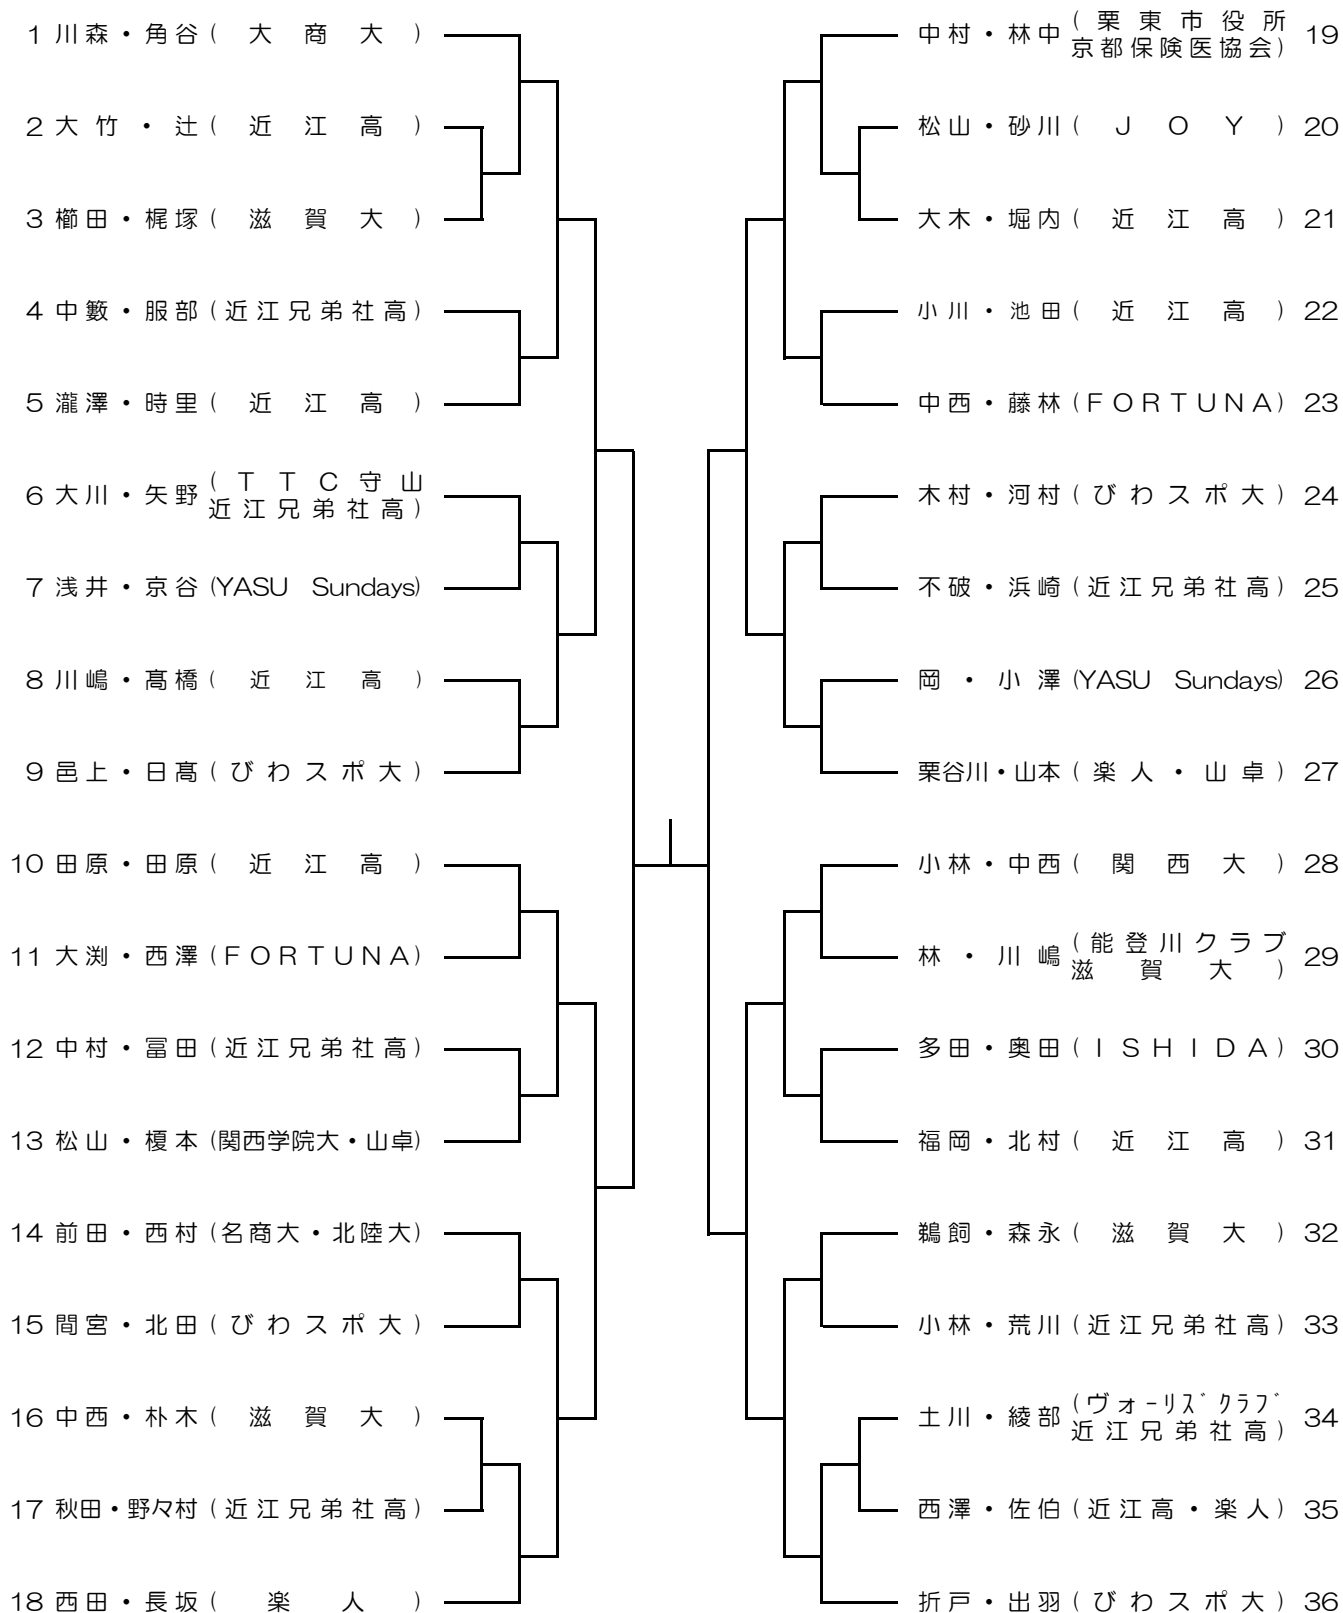 1 川森・角谷(大商大)
2 大竹・辻(近江高)
3 櫛田・梶塚(滋賀大)
4 中籔・服部(近江兄弟社高)
5 瀧澤・時里(近江高)
6 大川・矢野(TTC守山
近江兄弟社高)
7 浅井・京谷(YASU Sundays)
8 川嶋・髙橋(近江高)
9 邑上・日髙(びわスポ大)
10 田原・田原(近江高)
11 大渕・西澤(FORTUNA)
12 中村・冨田(近江兄弟社高)
13 松山・榎本(関西学院大・山卓)
14 前田・西村(名商大・北陸大)
15 間宮・北田(びわスポ大)
16 中西・朴木(滋賀大)
17 秋田・野々村(近江兄弟社高)
18 西田・長坂(楽人)
中村・林中(栗東市役所
京都保険医協会) 19
松山・砂川(JOY) 20
大木・堀内(近江高) 21
小川・池田(近江高) 22
中西・藤林(FORTUNA) 23
木村・河村(びわスポ大) 24
不破・浜崎(近江兄弟社高) 25
岡・小澤(YASU Sundays) 26
栗谷川・山本(楽人・山卓) 27
小林・中西(関西大) 28
林・川嶋(能登川クラブ
滋賀大) 29
多田・奥田(ISHIDA) 30
福岡・北村(近江高) 31
鵜飼・森永(滋賀大) 32
小林・荒川(近江兄弟社高) 33
土川・綾部(ヴォーリズクラブ
近江兄弟社高) 34
西澤・佐伯(近江高・楽人) 35
折戸・出羽(びわスポ大) 36